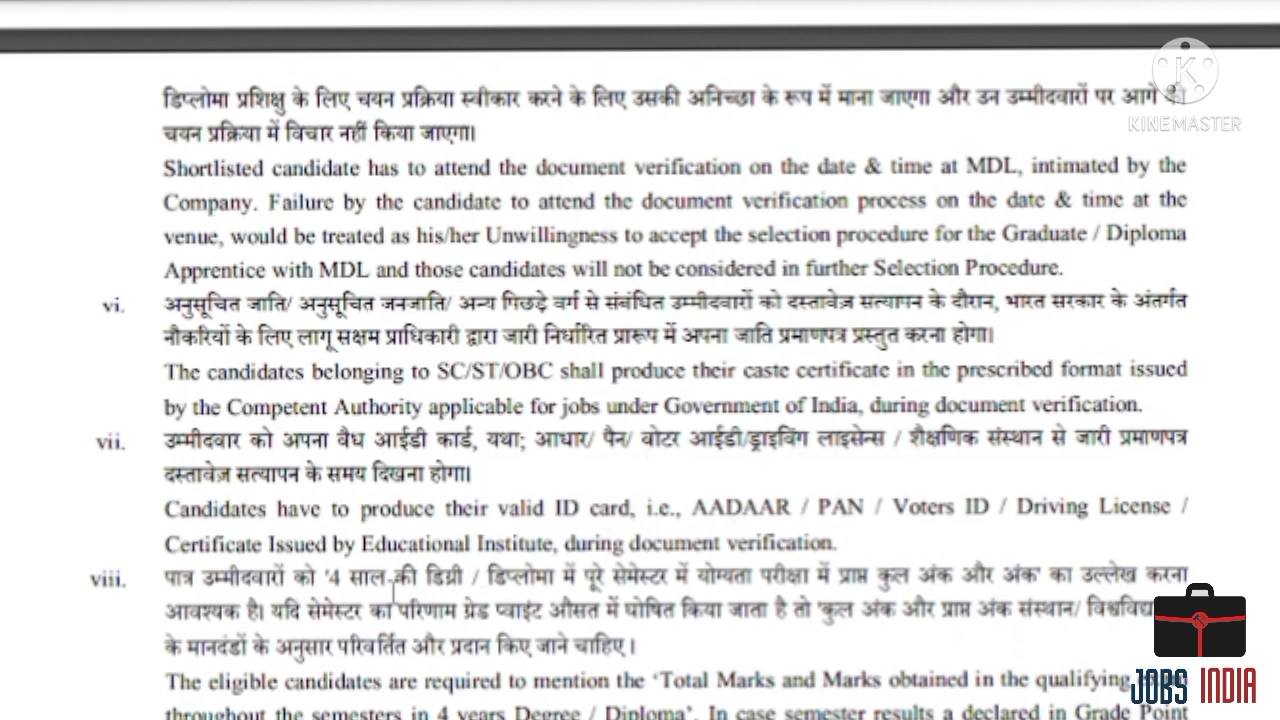 डिप्लोमा प्रशिक्षु के लिए चयन प्रक्रिया स्वीकार करने के लिए उसकी अनिच्छा के रूप में माना जाएगा और उन उम्मीदवारों पर आगे की
KINEMASTER
चयन प्रक्रिया में विचार नहीं किया जाएगा।
Shortlisted candidate has to attend the document verification on the date & time at MDL, intimated by the
Company. Failure by the candidate to attend the document verification process on the date & time at the
venue, would be treated as his/her Unwillingness to accept the selection procedure for the Graduate / Diploma
Apprentice with MDL and those candidates will not be considered in further Selection Procedure.
vi. अनुसूचित जाति/ अनुसूचित जनजाति/ अन्य पिछड़े वर्ग से संबंधित उम्मीदवारों को दस्तावेज़ सत्यापन के दौरान, भारत सरकार के अंतर्गत
नौकरियों के लिए लागू सक्षम प्राधिकारी द्वारा जारी निर्धारित प्रारूप में अपना जाति प्रमाणपत्र प्रस्तुत करना होगा।
The candidates belonging to SC/ST/OBC shall produce their caste certificate in the prescribed format issued
by the Competent Authority applicable for jobs under Government of India, during document verification.
vii. उम्मीदवार को अपना वैध आईडी कार्ड, यथा; आधार/ पैन/ वोटर आईडी/ड्राइविंग लाइसेन्स / शैक्षणिक संस्थान से जारी प्रमाणपत्र
दस्तावेज़ सत्यापन के समय दिखना होगा।
Candidates have to produce their valid ID card, i.e., AADAAR / PAN / Voters ID / Driving License /
Certificate Issued by Educational Institute, during document verification.
viii. पात्र उम्मीदवारों को '4 साल की डिग्री / डिप्लोमा में पूरे सेमेस्टर में योग्यता परीक्षा में प्राप्त कुल अंक और अंक' का उल्लेख करना
आवश्यक है। यदि सेमेस्टर का परिणाम ग्रेड प्वाइंट औसत में घोषित किया जाता है तो 'कुल अंक और प्राप्त अंक संस्थान/
के मानदंडों के अनुसार परिवर्तित और प्रदान किए जाने चाहिए।
The eligible candidates are required to mention the 'Total Marks and Marks obtained in the qualifying
JOBS INDIA
throughout the semesters in 4 years Degree / Diploma'. In case semester results a declared in Grade Point